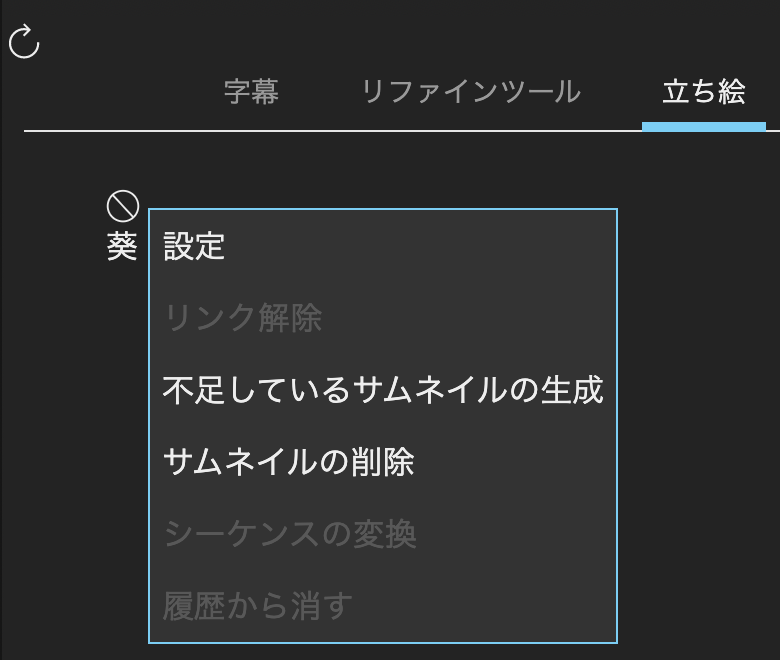 字幕 リファインツール 立ち絵
葵
設定
リンク解除
不足しているサムネイルの生成
サムネイルの削除
シーケンスの変換
履歴から消す